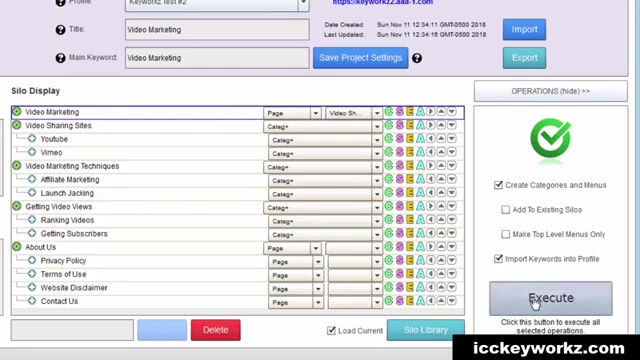 Profile: Keyworkz Test #2
https://keyworkz2.aaa-1.com
Title: Video Marketing
Date Created: Sun Nov 11 12:34:11 GMT-0500 2018
Last Updated: Sun Nov 11 12:34:16 GMT-0500 2018
Import
Main Keyword: Video Marketing
Save Project Settings
Export
Silo Display
OPERATIONS (hide) >>
Video Marketing Page Video Sh... C S E A
Video Sharing Sites Categ+ C S E A
Youtube Categ+ C S E A
Vimeo Categ+ C S E A
Video Marketing Techniques Categ+ C S E A
Affiliate Marketing Categ+ C S E A
Launch Jacking Categ+ C S E A
Getting Video Views Categ+ C S E A
Ranking Videos Categ+ C S E A
Getting Subscribers Categ+ C S E A
About Us Page C S E A
Privacy Policy Page C S E A
Terms of Use Page C S E A
Website Disclaimer Page C S E A
Contact Us Page C S E A
Create Categories and Menus
Add To Existing Silos
Make Top Level Menus Only
Import Keywords into Profile
Execute
Click this button to execute all
selected operations.
Delete
Load Current
Silo Library
icckeyworkz.com